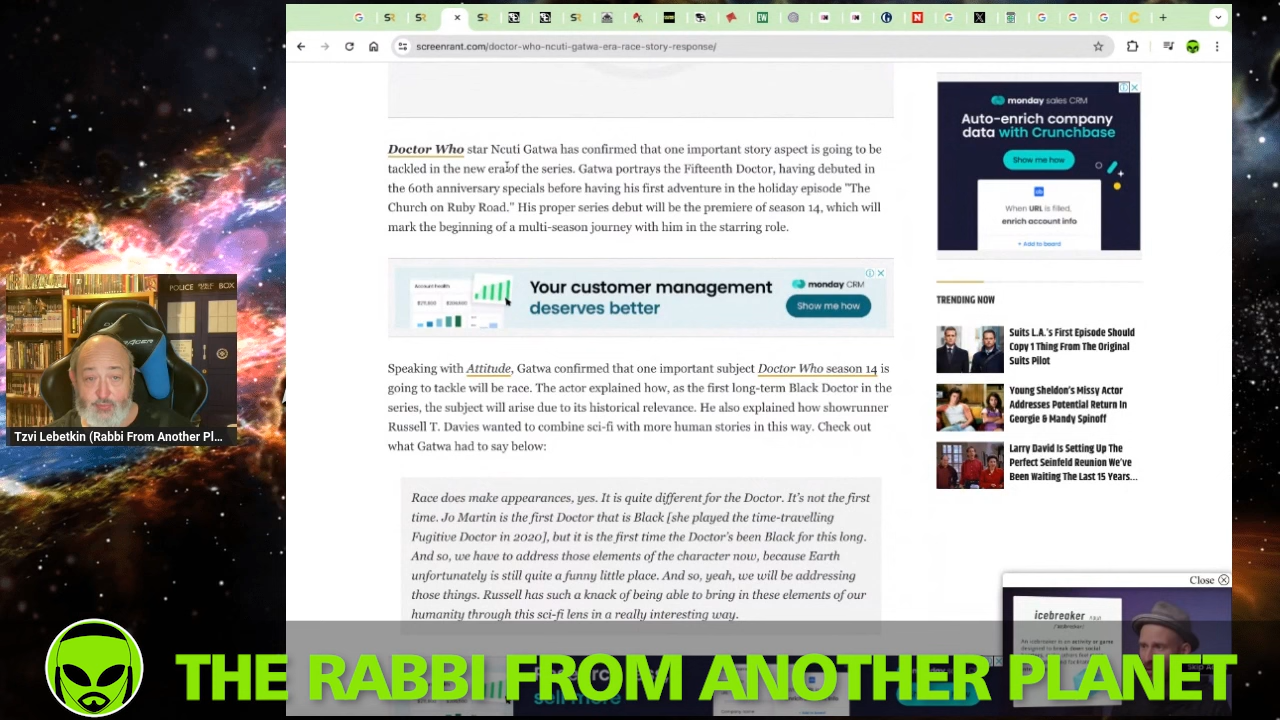 screenrant.com/doctor-who-ncuti-gatwa-era-race-story-response/
Doctor Who star Ncuti Gatwa has confirmed that one important story aspect is going to be
tackled in the new era of the series. Gatwa portrays the Fifteenth Doctor, having debuted in
the 60th anniversary specials before having his first adventure in the holiday episode "The
Church on Ruby Road." His proper series debut will be the premiere of season 14, which will
mark the beginning of a multi-season journey with him in the starring role.
Your customer management
deserves better
monday CRM
Show me how
Speaking with Attitude, Gatwa confirmed that one important subject Doctor Who season 14 is
going to tackle will be race. The actor explained how, as the first long-term Black Doctor in the
series, the subject will arise due to its historical relevance. He also explained how showrunner
Russell T. Davies wanted to combine sci-fi with more human stories in this way. Check out
what Gatwa had to say below:
Race does make appearances, yes. It is quite different for the Doctor. It's not the first
time. Jo Martin is the first Doctor that is Black [she played the time-travelling
Fugitive Doctor in 2020], but it is the first time the Doctor's been Black for this long.
And so, we have to address those elements of the character now, because Earth
unfortunately is still quite a funny little place. And so, yeah, we will be addressing
those things. Russell has such a knack of being able to bring in these elements of our
humanity through this sci-fi lens in a really interesting way.
monday sales CRM
Auto-enrich company
data with Crunchbase
Show me how
When URL is filled,
enrich account info
+ Add to board
TRENDING NOW
Suits L.A.'s First Episode Should
Copy 1 Thing From The Original
Suits Pilot
Young Sheldon's Missy Actor
Addresses Potential Return In
Georgie & Mandy Spinoff
Larry David Is Setting Up The
Perfect Seinfeld Reunion We've
Been Waiting The Last 15 Years...
Close
icebreaker
POLICE
BOX
Tzvi Lebetkin (Rabbi From Another Pl...
THE RABBI FROM ANOTHER PLANET